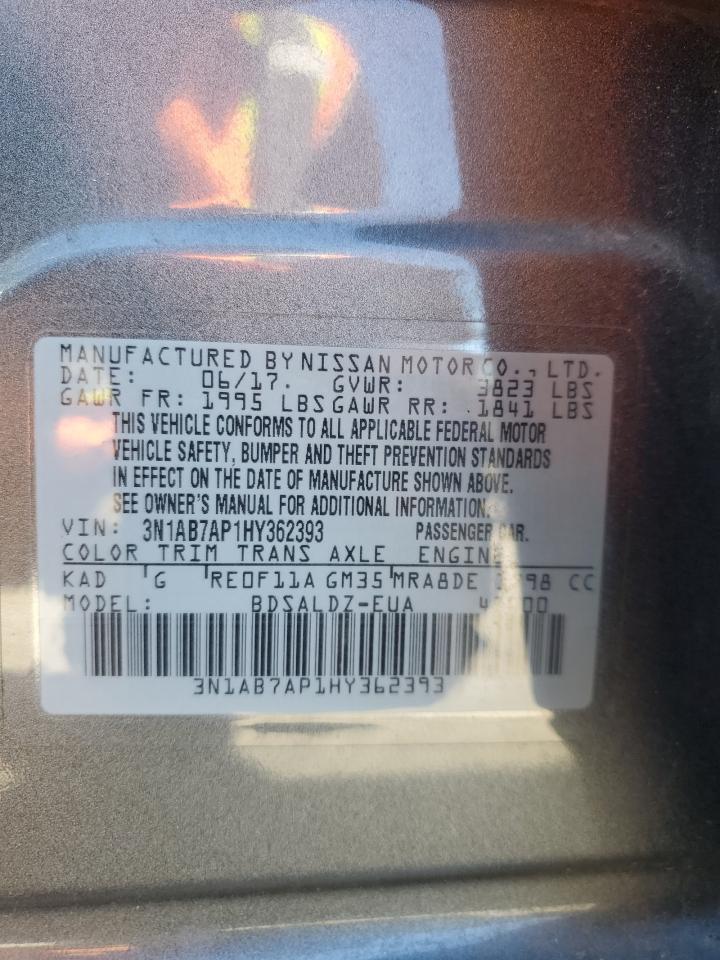 MANUFACTURED BY NISSAN MOTOR CO., LTD.
DATE: 06/17. GVWR: 3823 LBS
GAWR FR: 1995 LBS GAWR RR: 1841 LBS
THIS VEHICLE CONFORMS TO ALL APPLICABLE FEDERAL MOTOR
VEHICLE SAFETY, BUMPER AND THEFT PREVENTION STANDARDS
IN EFFECT ON THE DATE OF MANUFACTURE SHOWN ABOVE.
SEE OWNER'S MANUAL FOR ADDITIONAL INFORMATION.
VIN: 3N1AB7AP1HY362393 PASSENGER CAR.
COLOR TRIM TRANS AXLE ENGINE
KAD G RE0F11A GM35 MRA8DE CC
MODEL: BDSALDZ-EUA
3N1AB7AP1HY362393